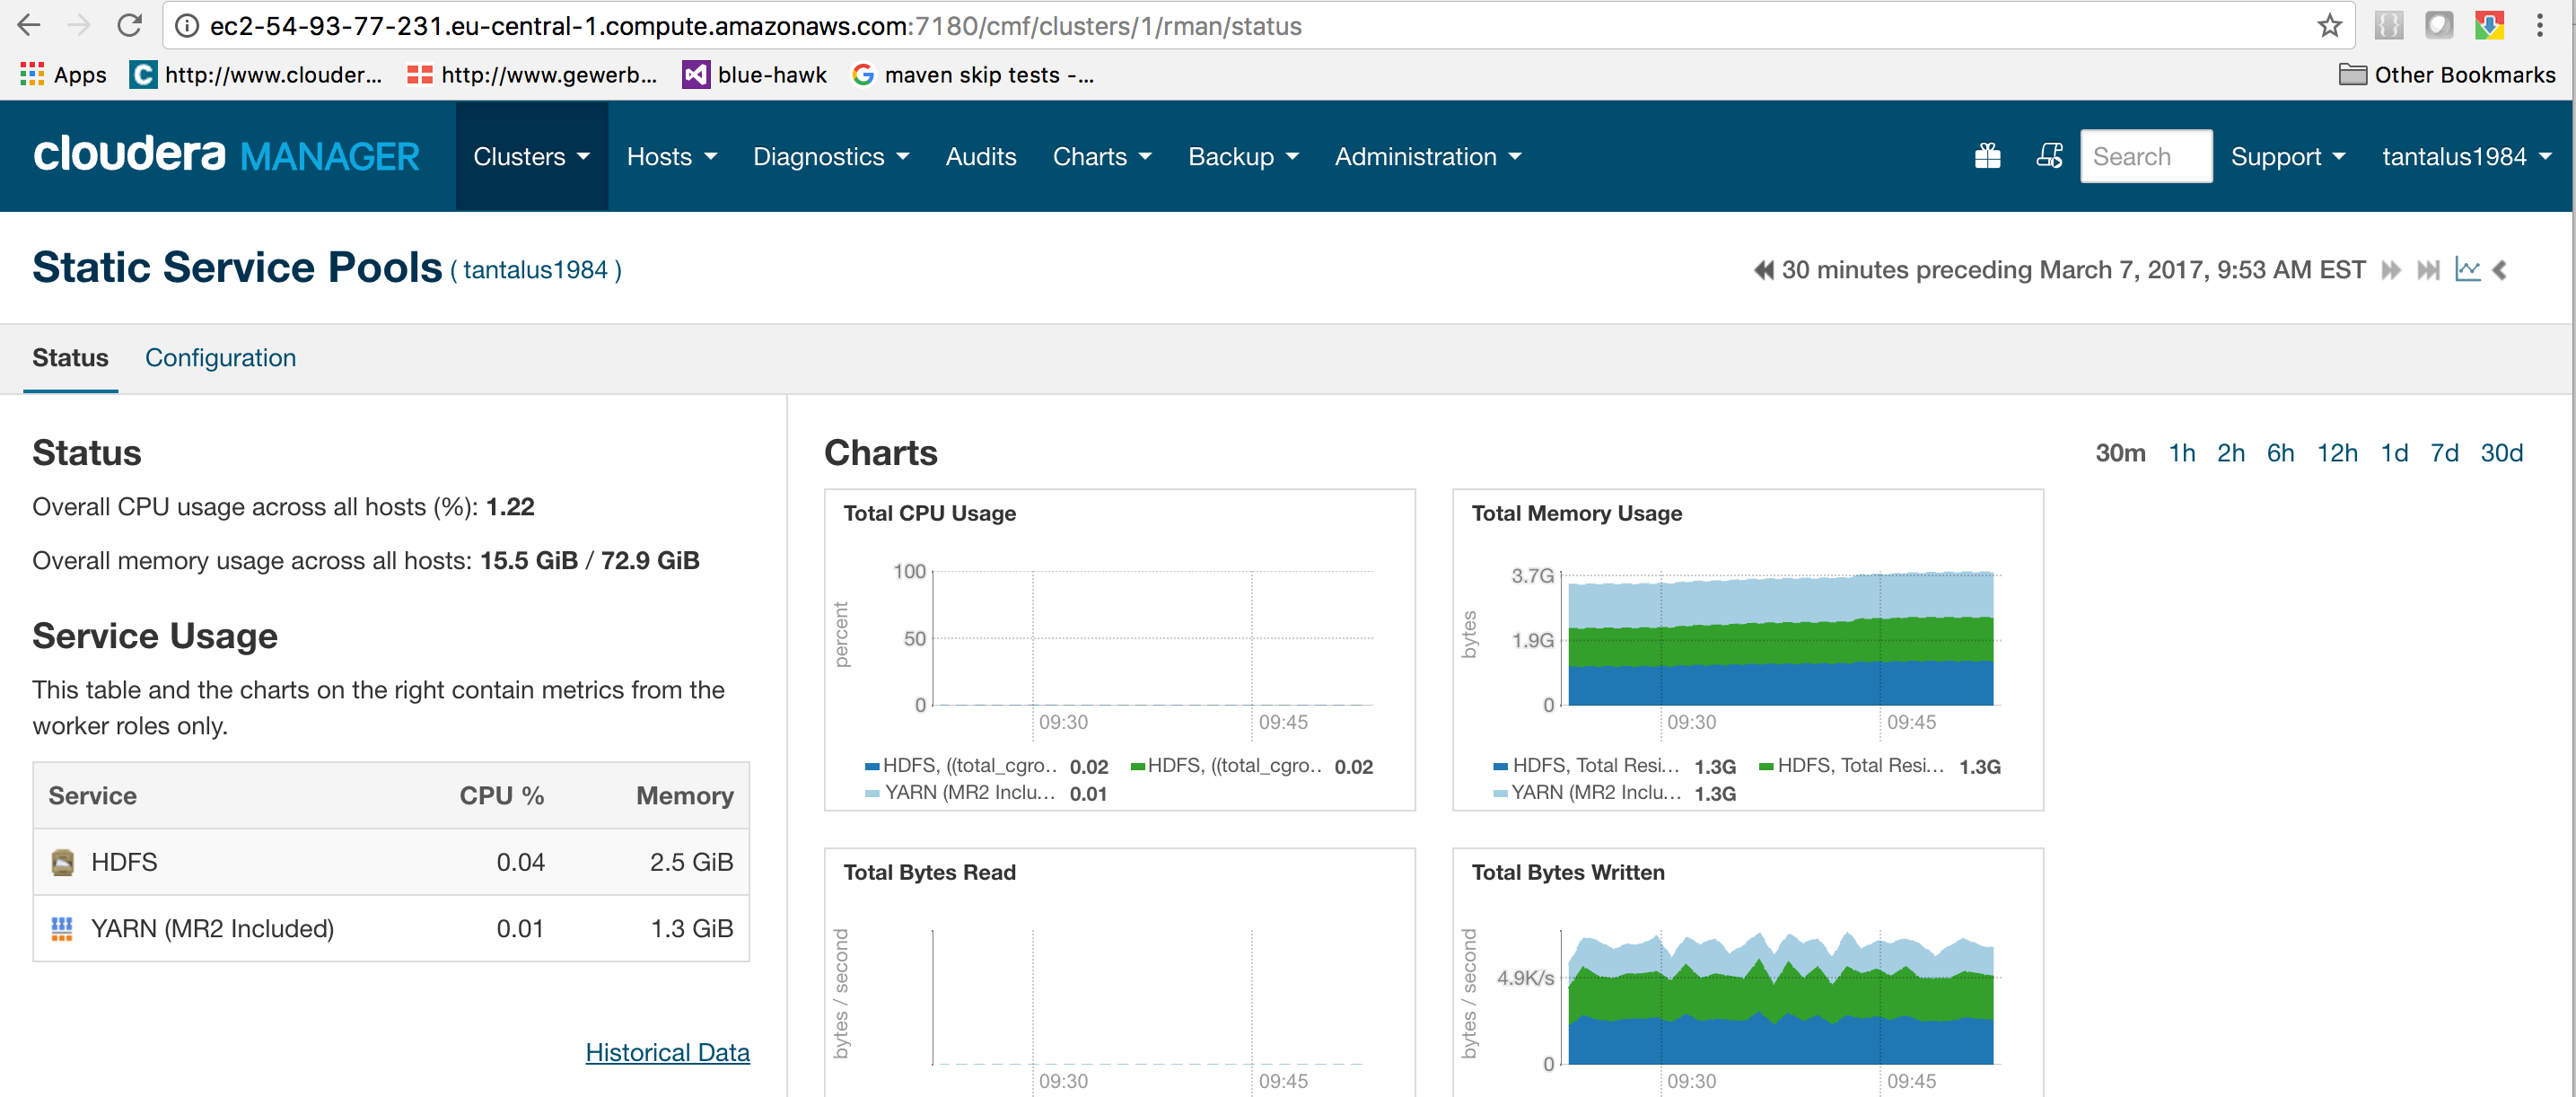 ec2-54-93-77-231.eu-central-1.compute.amazonaws.com:7180/cmf/clusters/1/rman/status
Apps http://www.clouder... http://www.gewerb... blue-hawk maven skip tests -... Other Bookmarks
cloudera MANAGER Clusters Hosts Diagnostics Audits Charts Backup Administration Search Support tantalus1984
Static Service Pools ( tantalus1984 ) 30 minutes preceding March 7, 2017, 9:53 AM EST
Status Configuration
Status
Overall CPU usage across all hosts (%): 1.22
Overall memory usage across all hosts: 15.5 GiB / 72.9 GiB
Service Usage
This table and the charts on the right contain metrics from the
worker roles only.
Service CPU % Memory
HDFS 0.04 2.5 GiB
YARN (MR2 Included) 0.01 1.3 GiB
Historical Data
Charts 30m 1h 2h 6h 12h 1d 7d 30d
Total CPU Usage
percent
100
50
0
09:30 09:45
HDFS, ((total_cgro.. 0.02 HDFS, ((total_cgro.. 0.02
YARN (MR2 Inclu... 0.01
Total Memory Usage
bytes
3.7G
1.9G
0
09:30 09:45
HDFS, Total Resi... 1.3G HDFS, Total Resi... 1.3G
YARN (MR2 Inclu... 1.3G
Total Bytes Read
bytes / second
09:30 09:45
Total Bytes Written
bytes / second
4.9K/s
0
09:30 09:45